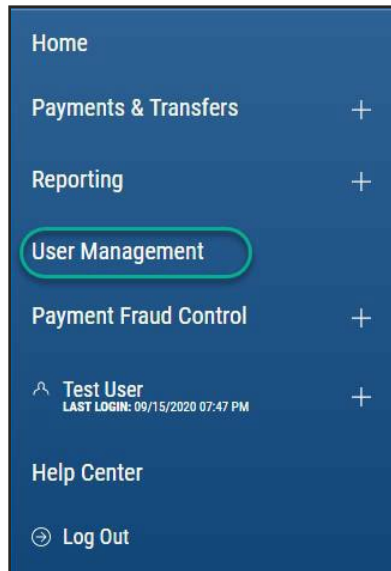 Home
Payments & Transfers
Reporting
User Management
Payment Fraud Control
Test User
LAST LOGIN: 09/15/2020 07:47 PM
Help Center
Log Out